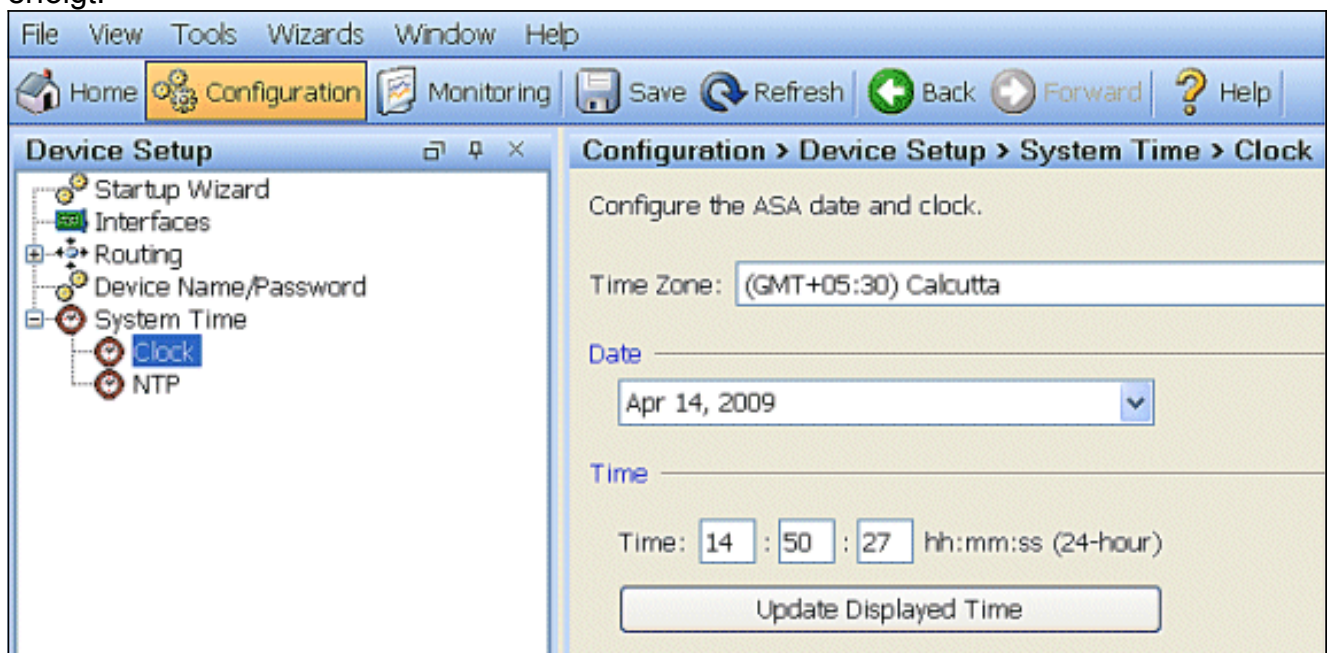 erfolgt.
File View Tools Wizards Window Help
Home Configuration Monitoring Save Refresh Back Forward Help
Device Setup
Startup Wizard
Interfaces
Routing
Device Name/Password
System Time
Clock
NTP
Configuration > Device Setup > System Time > Clock
Configure the ASA date and clock.
Time Zone: (GMT+05:30) Calcutta
Date
Apr 14, 2009
Time
Time: 14 : 50 : 27 hh:mm:ss (24-hour)
Update Displayed Time